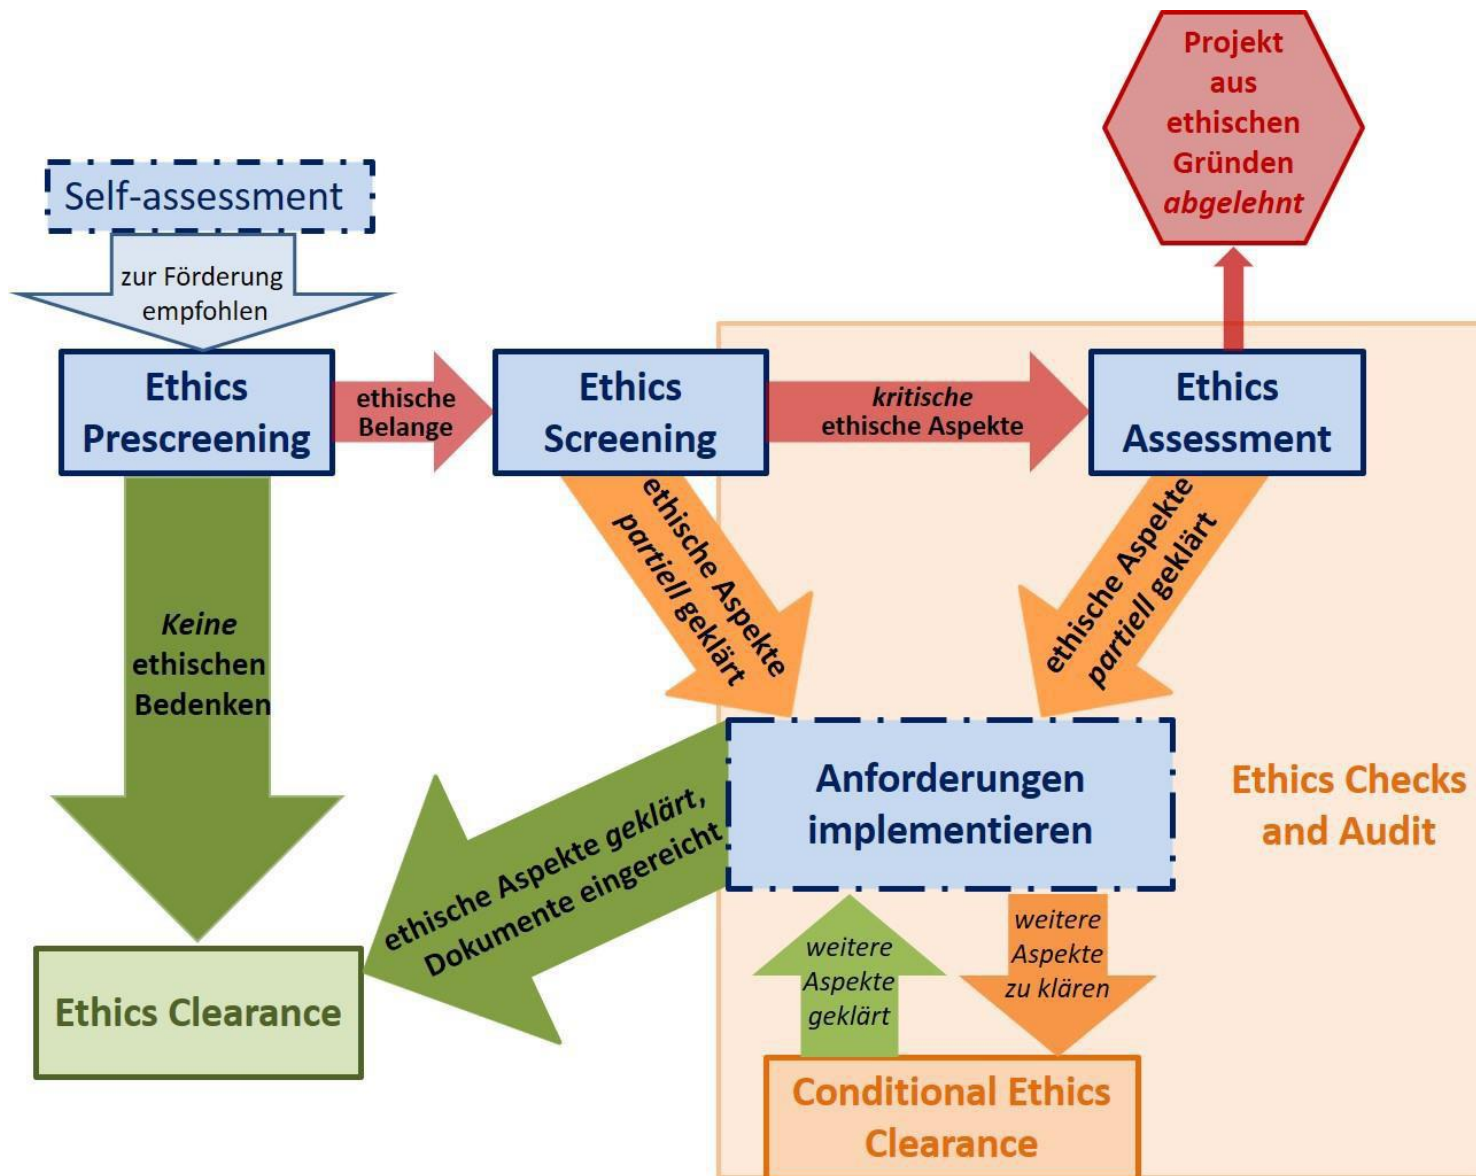 Projekt
aus
ethischen
Gründen
abgelehnt
Self-assessment
zur Förderung
empfohlen
Ethics
Prescreening
ethische
Belange
Ethics
Screening
kritische
ethische Aspekte
Ethics
Assessment
Keine
ethischen
Bedenken
ethische Aspekte
partiell geklärt
ethische Aspekte
partiell geklärt
Anforderungen
implementieren
Ethics Checks
and Audit
ethische Aspekte geklärt,
Dokumente eingereicht
weitere
Aspekte
geklärt
weitere
Aspekte
zu klären
Ethics Clearance
Conditional Ethics
Clearance